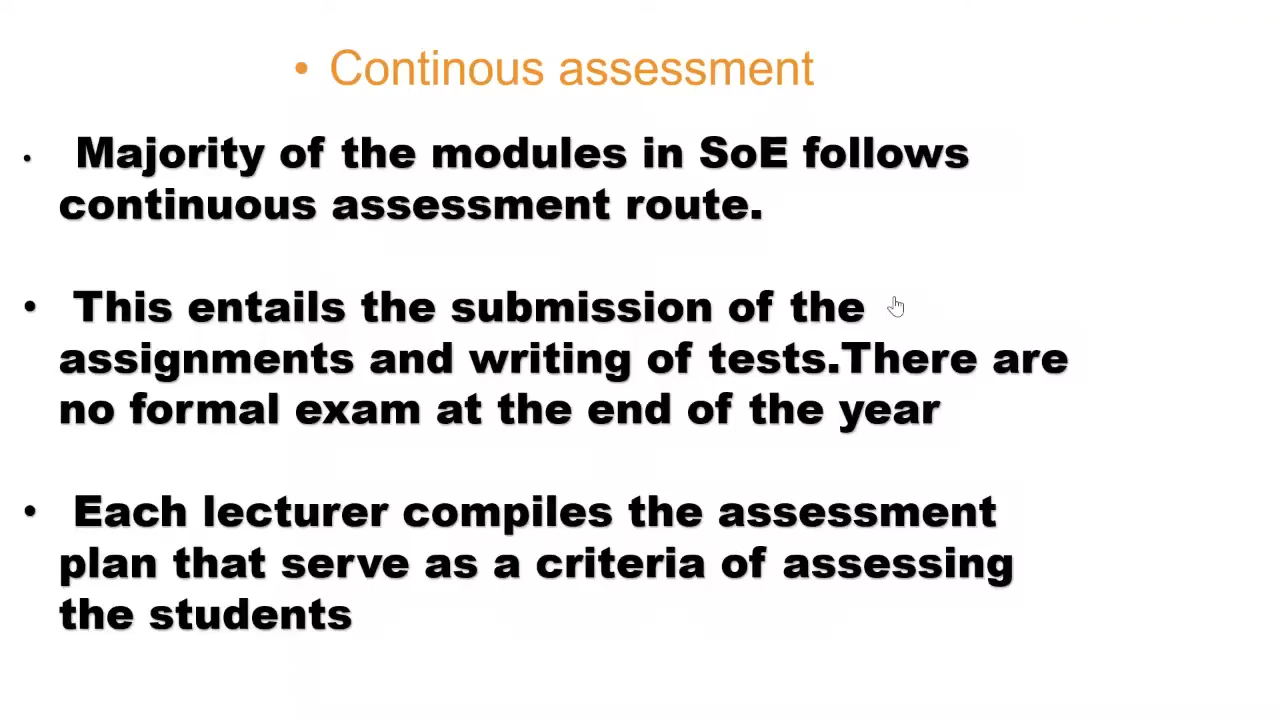 • Continous assessment
• Majority of the modules in SoE follows
continuous assessment route.
• This entails the submission of the
assignments and writing of tests.There are
no formal exam at the end of the year
• Each lecturer compiles the assessment
plan that serve as a criteria of assessing
the students